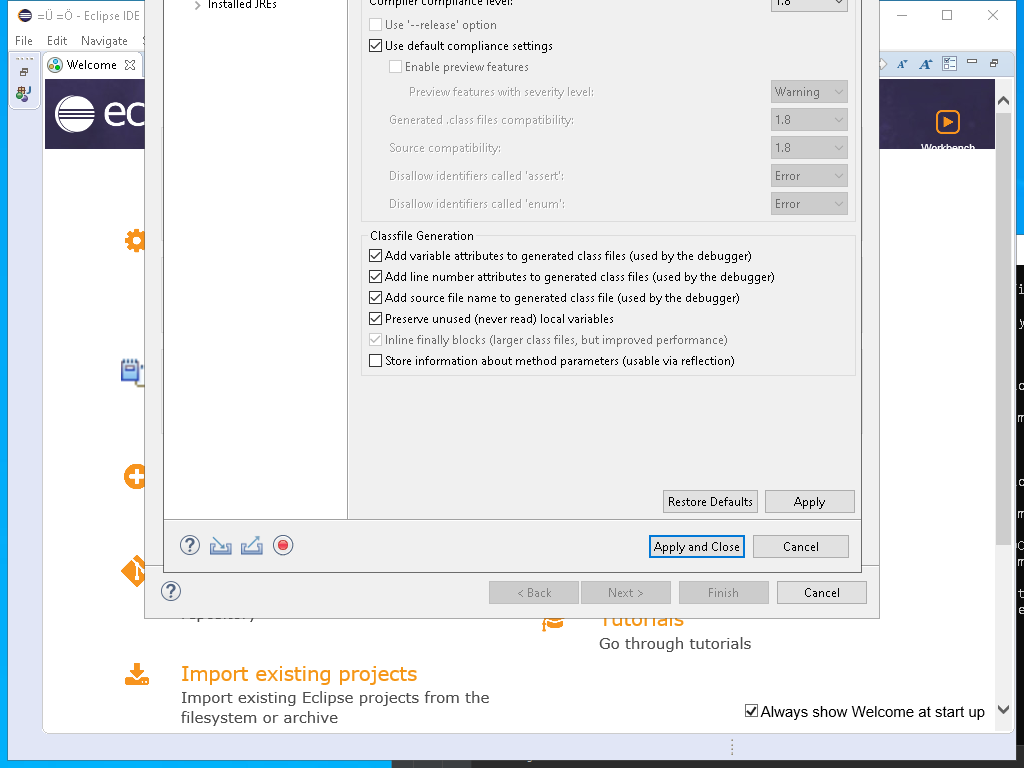 =Ü =Ö - Eclipse IDE
File Edit Navigate
Welcome
ec
Workbench
Installed JREs
Compiler compliance level:
1.8
Use '--release' option
Use default compliance settings
Enable preview features
Preview features with severity level:
Warning
Generated .class files compatibility:
1.8
Source compatibility:
1.8
Disallow identifiers called 'assert':
Error
Disallow identifiers called 'enum':
Error
Classfile Generation
Add variable attributes to generated class files (used by the debugger)
Add line number attributes to generated class files (used by the debugger)
Add source file name to generated class file (used by the debugger)
Preserve unused (never read) local variables
Inline finally blocks (larger class files, but improved performance)
Store information about method parameters (usable via reflection)
Restore Defaults
Apply
Apply and Close
Cancel
< Back
Next >
Finish
Cancel
repository
Tutorials
Go through tutorials
Import existing projects
Import existing Eclipse projects from the
filesystem or archive
Always show Welcome at start up